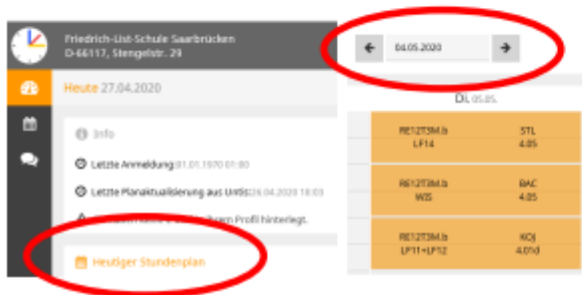 Friedrich-List-Schule Saarbrücken
D-66117, Stengelstr. 29
Heute 27.04.2020
Info
Letzte Anmeldung:01.01.1970 01:00
Letzte Planaktualisierung aus Untis:26.04.2020 18:03
Profil hinterlegt.
Heutiger Stundenplan
04.05.2020
Di, 05.05.
RE12T3M.b STL
LF14 4.05
RE12T3M.b BAC
WIS 4.05
RE12T3M.b KOJ
LF11+LF12 4.01d